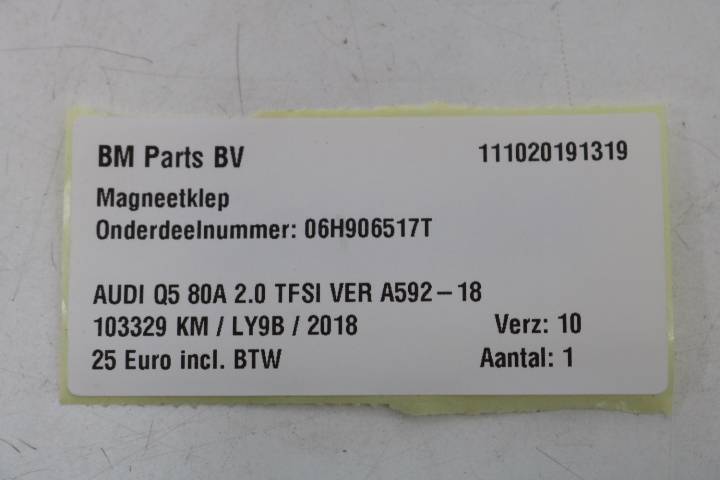 BM Parts BV 111020191319
Magneetklep
Onderdeelnummer: 06H906517T
AUDI Q5 80A 2.0 TFSI VER A592-18
103329 KM / LY9B / 2018 Verz: 10
25 Euro incl. BTW Aantal: 1